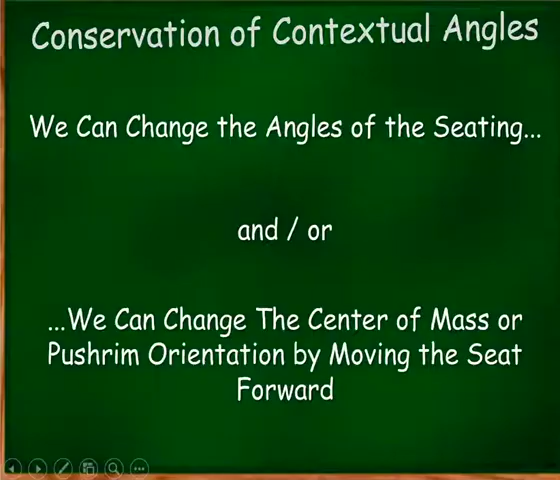 Conservation of Contextual Angles
We Can Change the Angles of the Seating...
and / or
...We Can Change The Center of Mass or
Pushrim Orientation by Moving the Seat
Forward